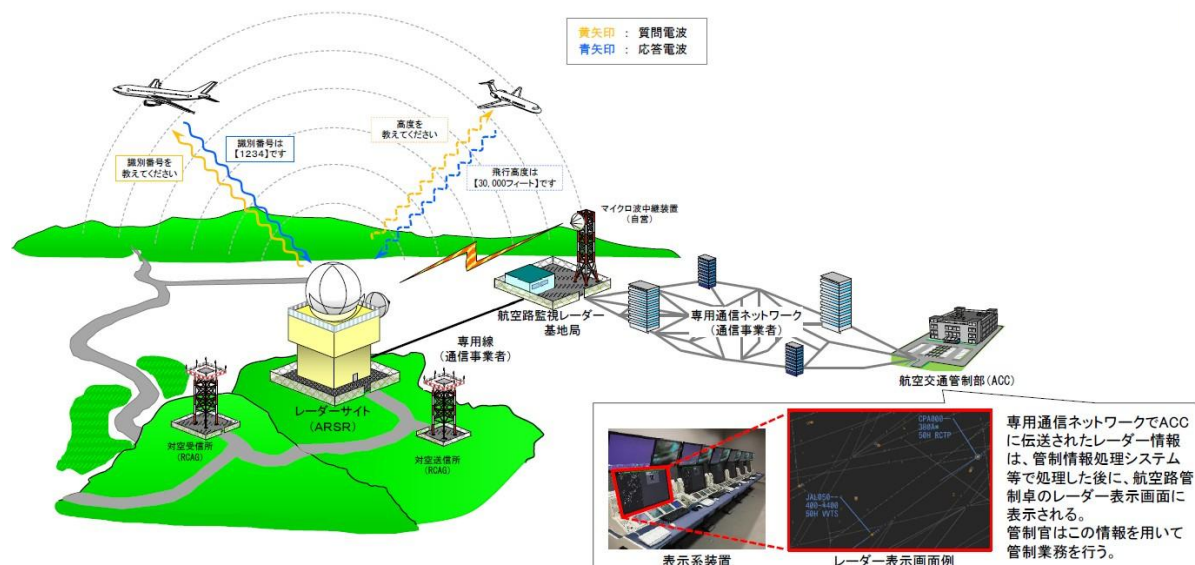 黄矢印 : 質問電波
青矢印 : 応答電波
識別番号は
【1234】です
識別番号を
教えてください
高度を
教えてください
飛行高度は
【30,000フィート】です
マイクロ波中継装置
(自営)
航空路監視レーダー
基地局
専用通信ネットワーク
(通信事業者)
航空交通管制部(ACC)
専用線
(通信事業者)
レーダーサイト
(ARSR)
対空受信所
(RCAG)
対空送信所
(RCAG)
CPA000--
380A*
50H RCTP
JAL850--
400-4400
50H VVTS
表示系装置
レーダー表示画面例
専用通信ネットワークでACC
に伝送されたレーダー情報
は、管制情報処理システム
等で処理した後に、航空路管
制卓のレーダー表示画面に
表示される。
管制官はこの情報を用いて
管制業務を行う。